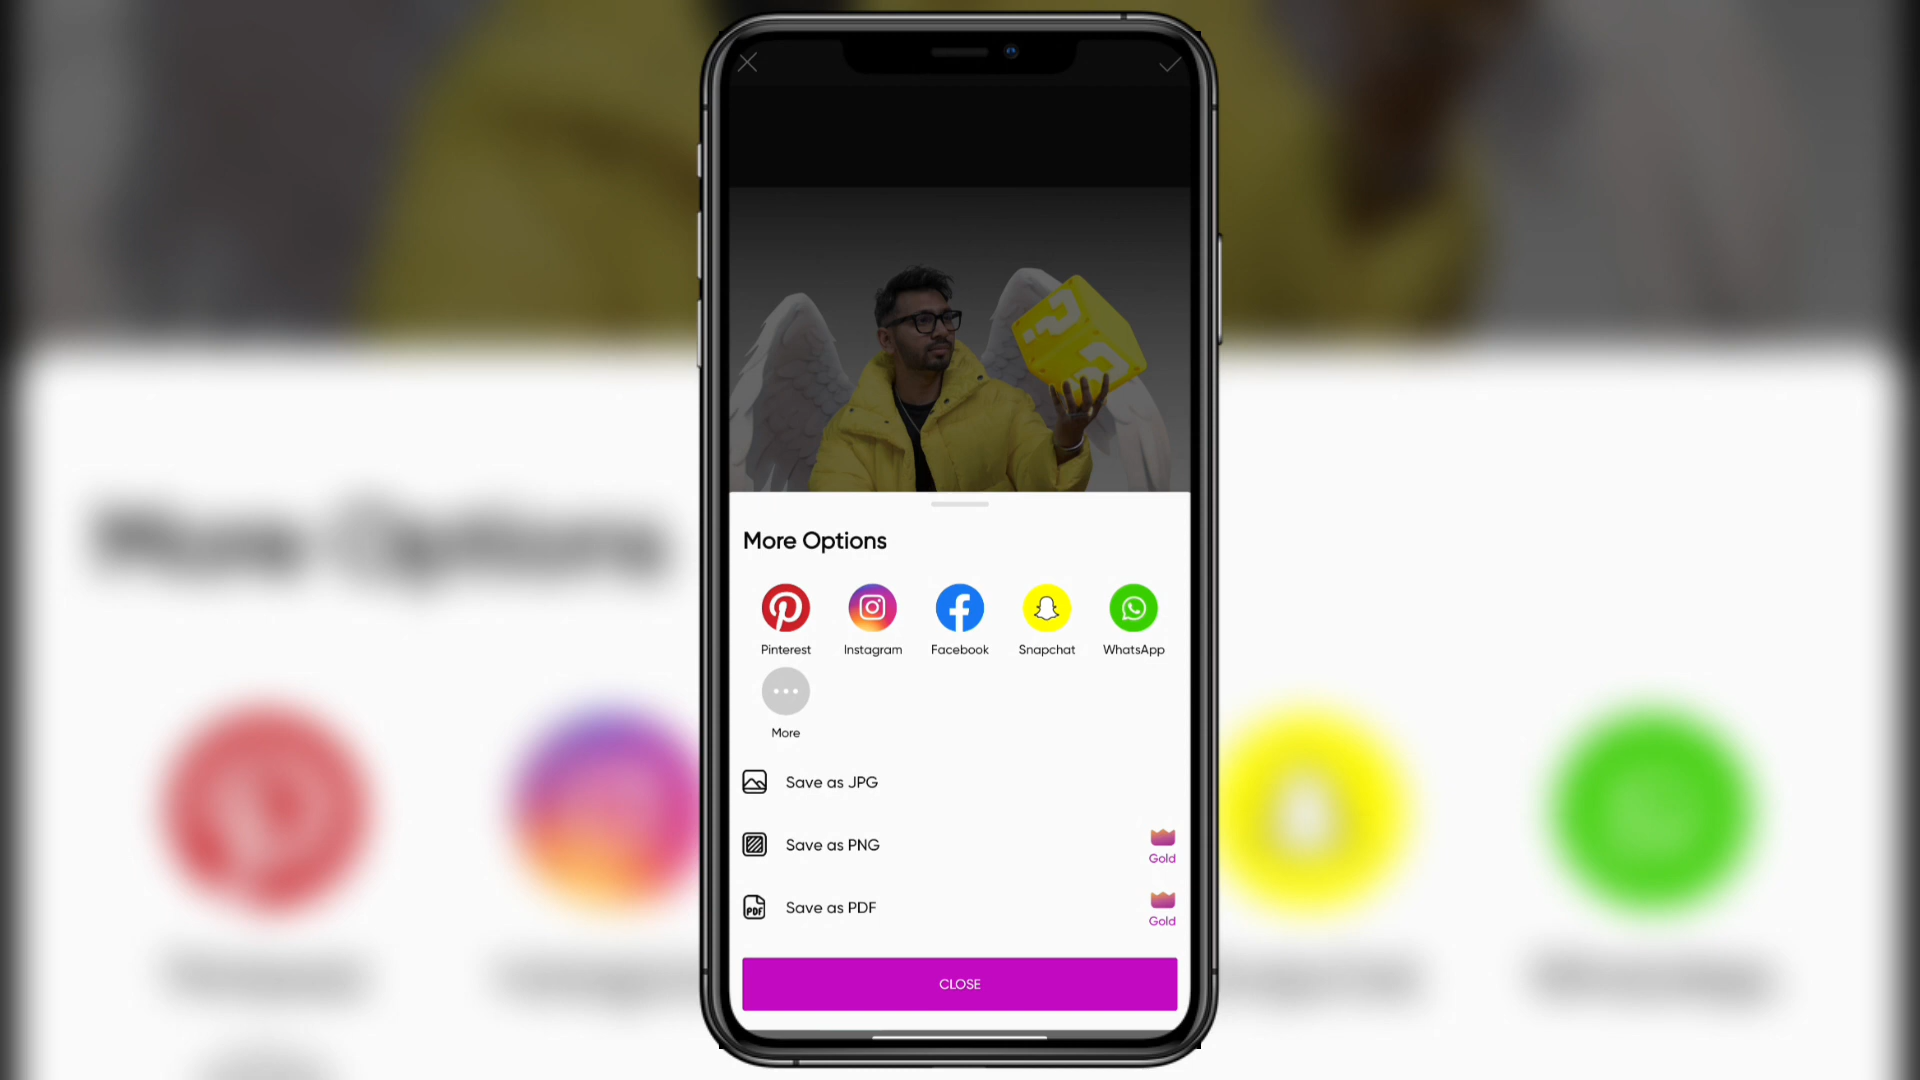 More Options
Pinterest Instagram Facebook Snapchat WhatsApp
More
Save as JPG
Save as PNG
Gold
PDF Save as PDF
Gold
CLOSE